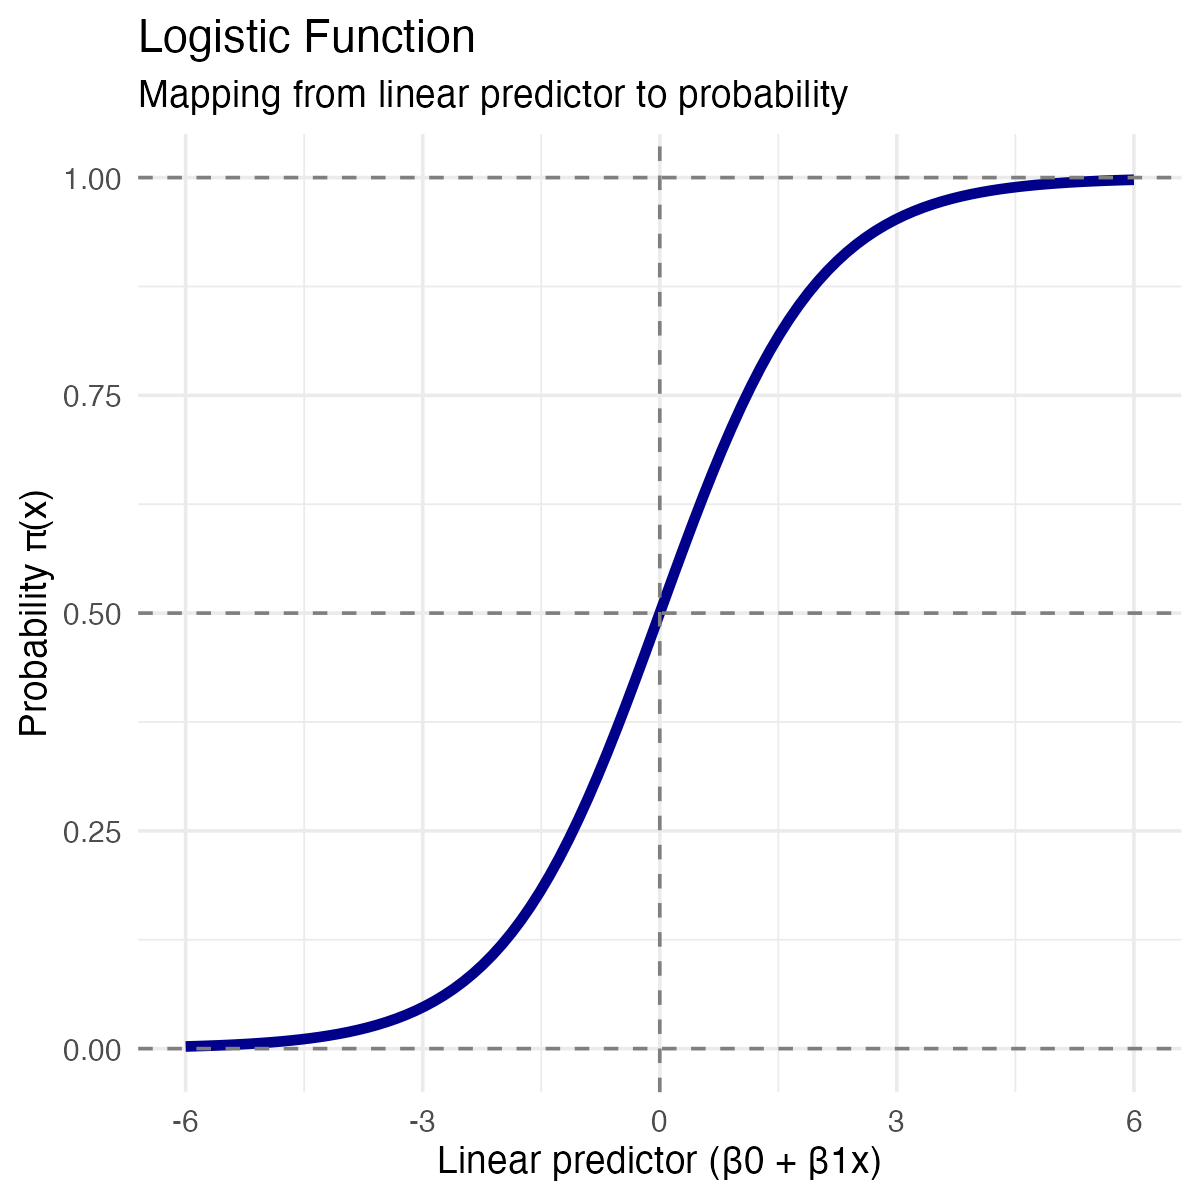 Logistic Function
Mapping from linear predictor to probability
Probability π(x)
1.00
0.75
0.50
0.25
0.00
-6
-3
0
3
6
Linear predictor (β0 + β1x)